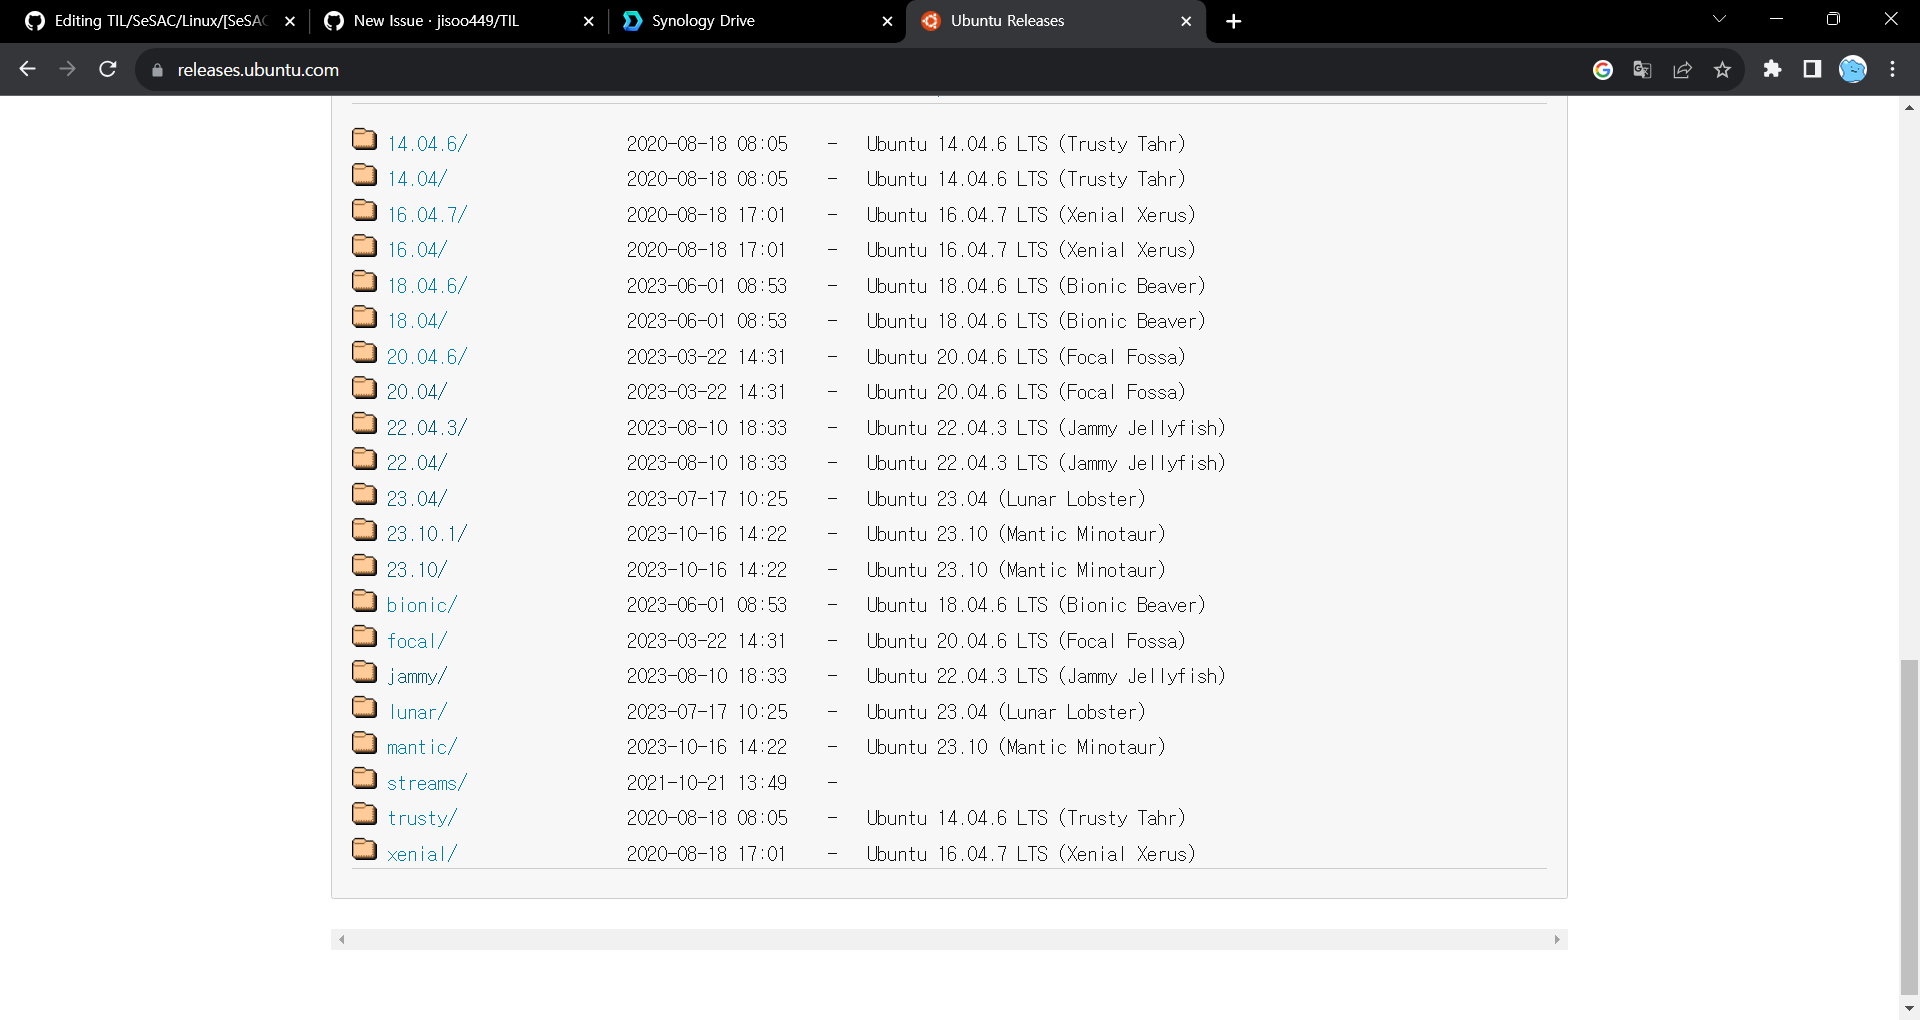 Editing TIL/SeSAC/Linux/[SeSAC
New Issue · jisoo449/TIL
Synology Drive
Ubuntu Releases
releases.ubuntu.com
14.04.6/ 2020-08-18 08:05 - Ubuntu 14.04.6 LTS (Trusty Tahr)
14.04/ 2020-08-18 08:05 - Ubuntu 14.04.6 LTS (Trusty Tahr)
16.04.7/ 2020-08-18 17:01 - Ubuntu 16.04.7 LTS (Xenial Xerus)
16.04/ 2020-08-18 17:01 - Ubuntu 16.04.7 LTS (Xenial Xerus)
18.04.6/ 2023-06-01 08:53 - Ubuntu 18.04.6 LTS (Bionic Beaver)
18.04/ 2023-06-01 08:53 - Ubuntu 18.04.6 LTS (Bionic Beaver)
20.04.6/ 2023-03-22 14:31 - Ubuntu 20.04.6 LTS (Focal Fossa)
20.04/ 2023-03-22 14:31 - Ubuntu 20.04.6 LTS (Focal Fossa)
22.04.3/ 2023-08-10 18:33 - Ubuntu 22.04.3 LTS (Jammy Jellyfish)
22.04/ 2023-08-10 18:33 - Ubuntu 22.04.3 LTS (Jammy Jellyfish)
23.04/ 2023-07-17 10:25 - Ubuntu 23.04 (Lunar Lobster)
23.10.1/ 2023-10-16 14:22 - Ubuntu 23.10 (Mantic Minotaur)
23.10/ 2023-10-16 14:22 - Ubuntu 23.10 (Mantic Minotaur)
bionic/ 2023-06-01 08:53 - Ubuntu 18.04.6 LTS (Bionic Beaver)
focal/ 2023-03-22 14:31 - Ubuntu 20.04.6 LTS (Focal Fossa)
jammy/ 2023-08-10 18:33 - Ubuntu 22.04.3 LTS (Jammy Jellyfish)
lunar/ 2023-07-17 10:25 - Ubuntu 23.04 (Lunar Lobster)
mantic/ 2023-10-16 14:22 - Ubuntu 23.10 (Mantic Minotaur)
streams/ 2021-10-21 13:49 -
trusty/ 2020-08-18 08:05 - Ubuntu 14.04.6 LTS (Trusty Tahr)
xenial/ 2020-08-18 17:01 - Ubuntu 16.04.7 LTS (Xenial Xerus)